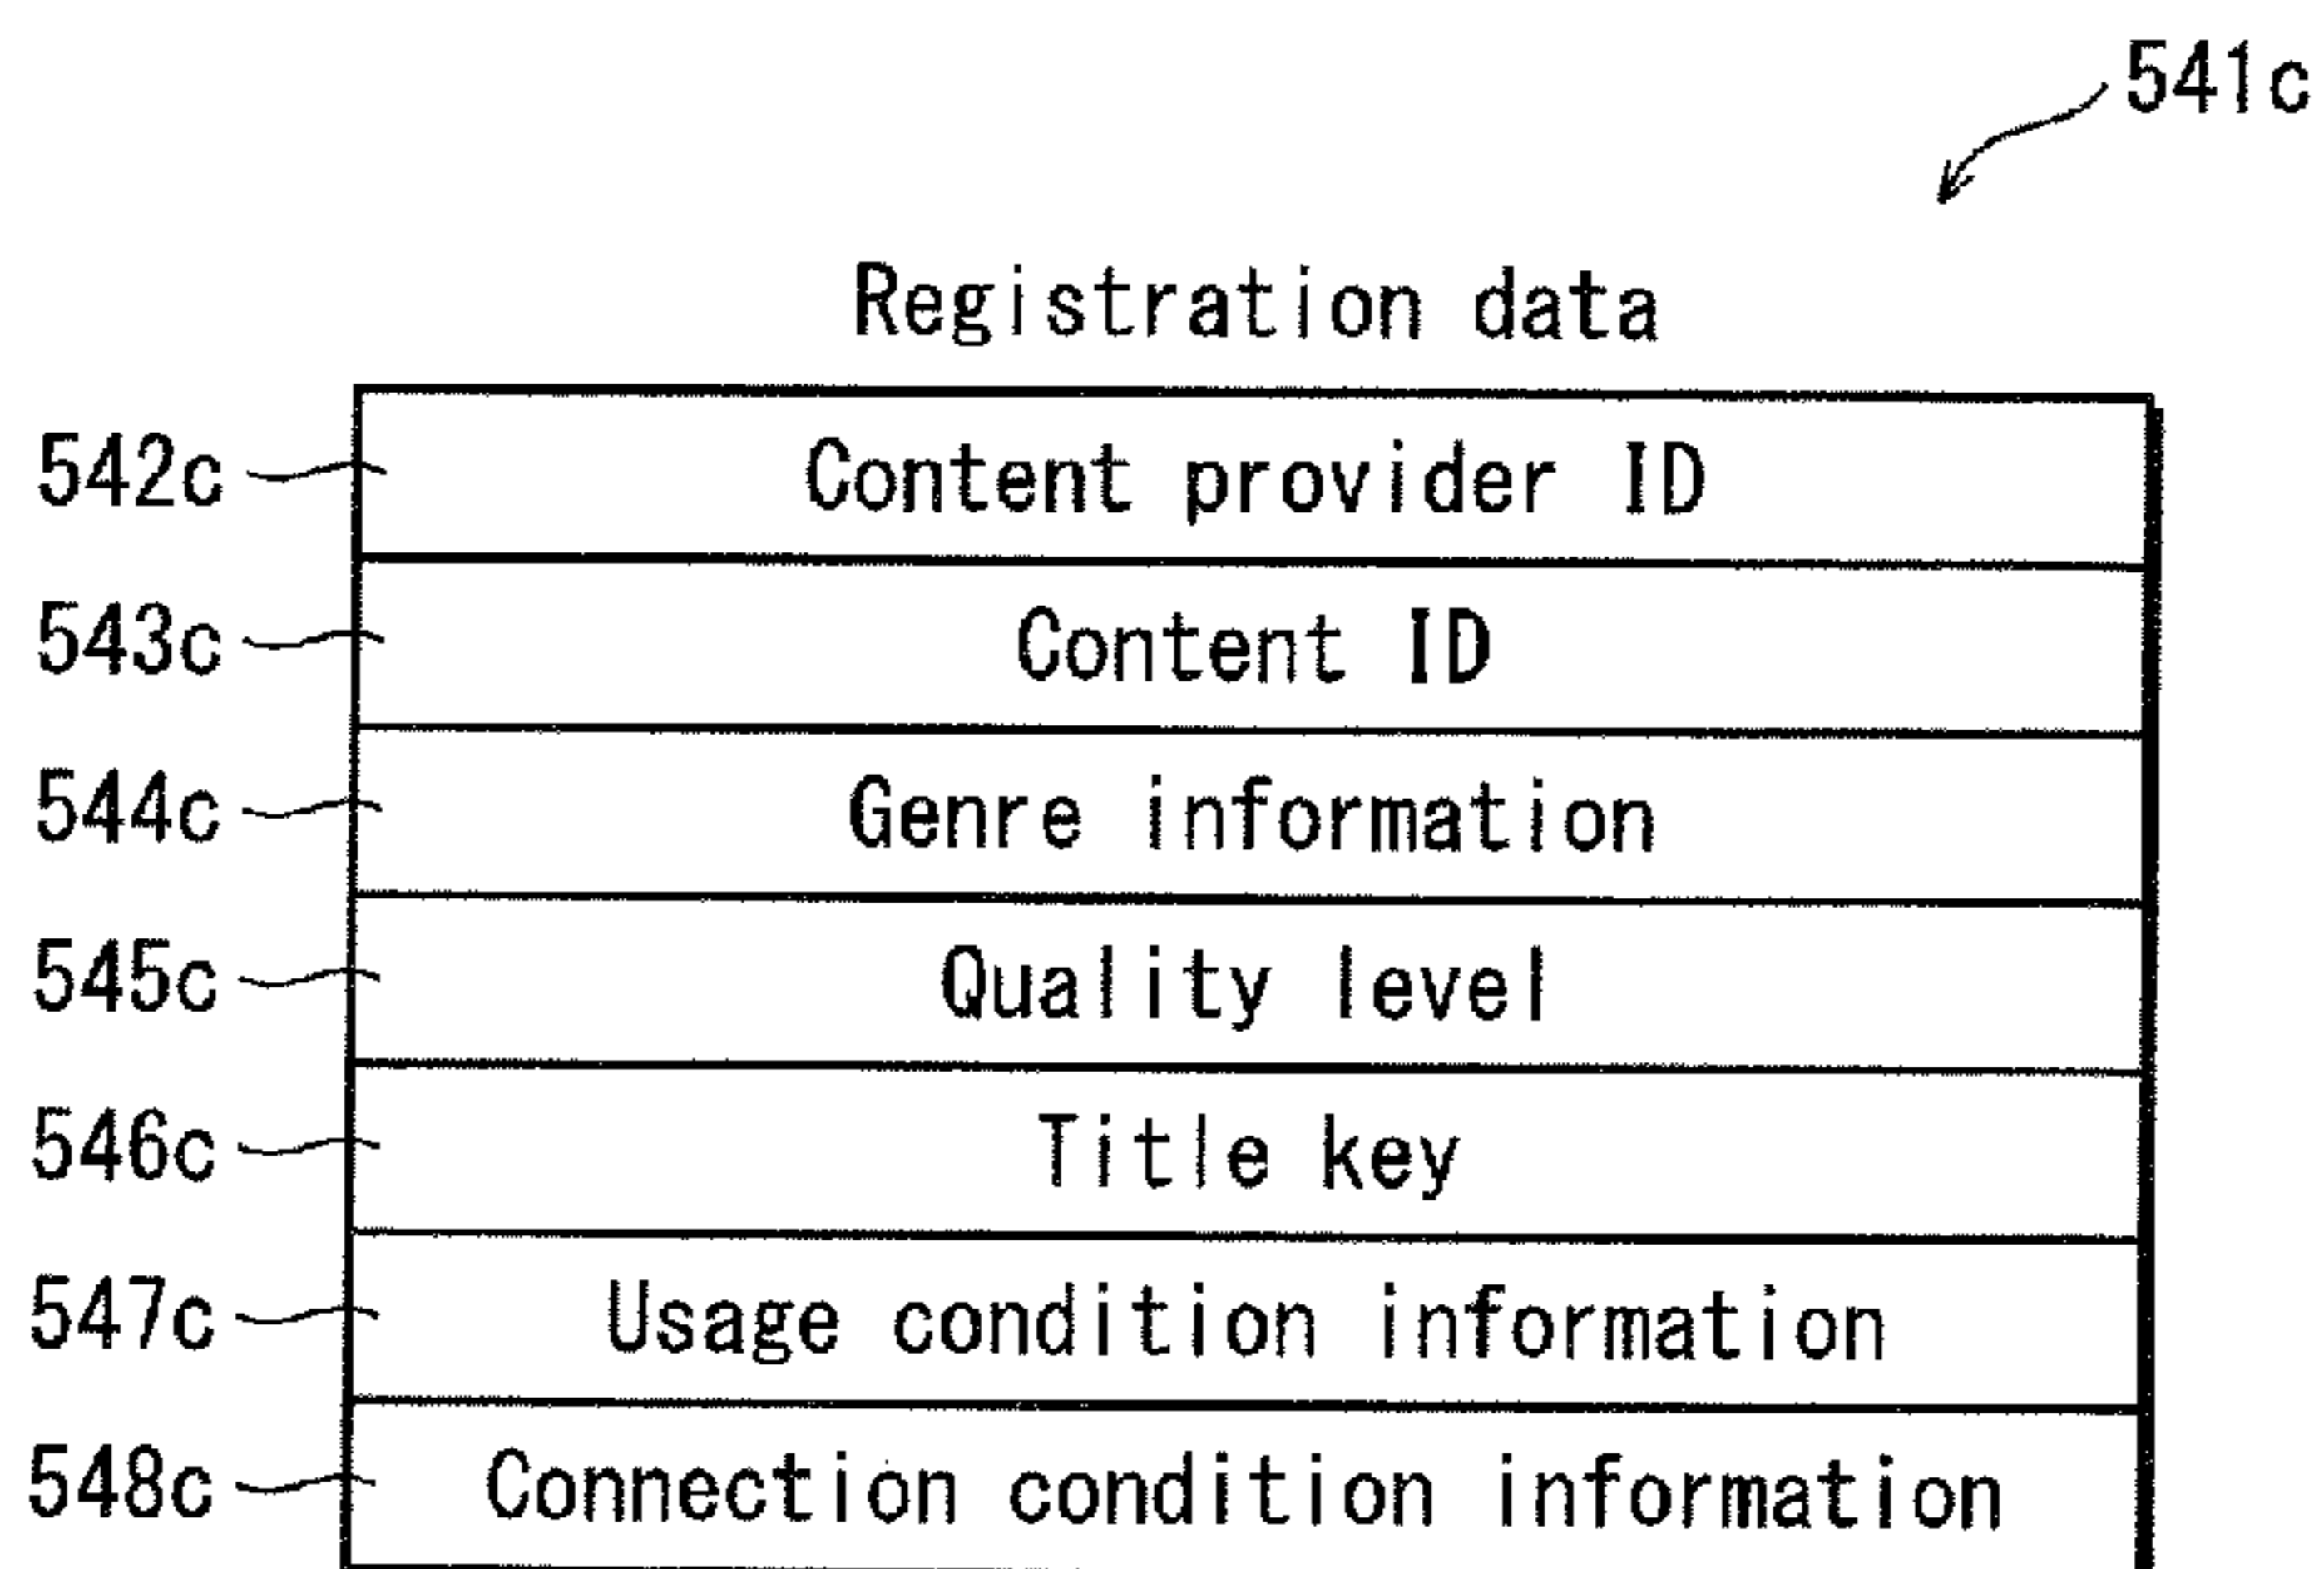 541c
Registration data
542c Content provider ID
543c Content ID
544c Genre information
545c Quality level
546c Title key
547c Usage condition information
548c Connection condition information